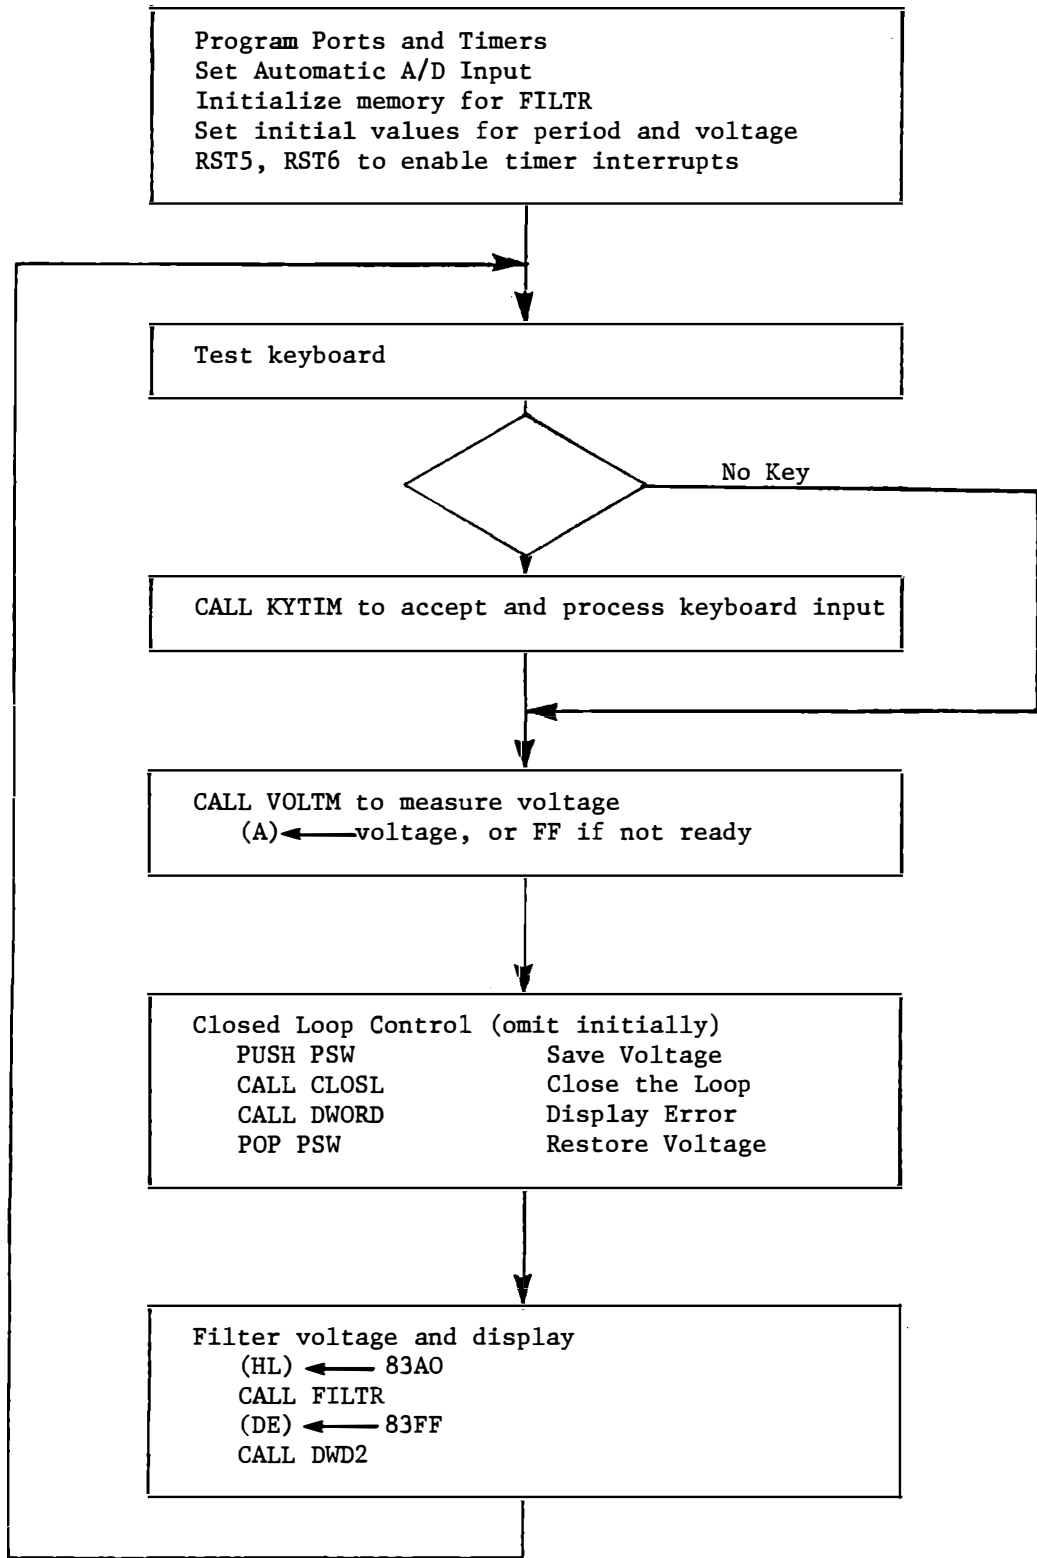 Program Ports and Timers
Set Automatic A/D Input
Initialize memory for FILTR
Set initial values for period and voltage
RST5, RST6 to enable timer interrupts
Test keyboard
No Key
CALL KYTIM to accept and process keyboard input
CALL VOLTM to measure voltage
(A) voltage, or FF if not ready
Closed Loop Control (omit initially)
PUSH PSW Save Voltage
CALL CLOSL Close the Loop
CALL DWORD Display Error
POP PSW Restore Voltage
Filter voltage and display
(HL) 83A0
CALL FILTR
(DE) 83FF
CALL DWD2